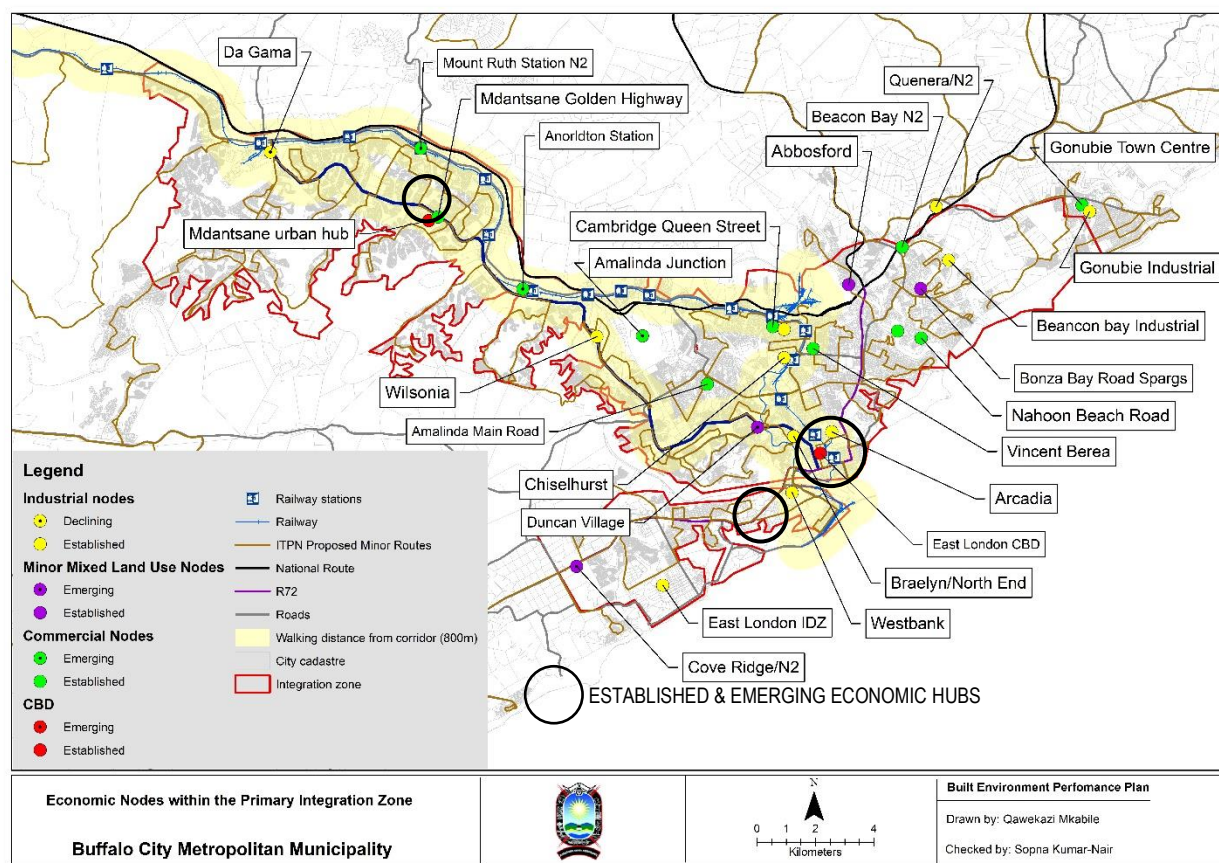 Da Gama
Mount Ruth Station N2
Mdantsane Golden Highway
Anorldton Station
Quenera/N2
Beacon Bay N2
Abbosford
Gonubie Town Centre
Mdantsane urban hub
Cambridge Queen Street
Amalinda Junction
Gonubie Industrial
Beancon bay Industrial
Wilsonia
Bonza Bay Road Spargs
Amalinda Main Road
Nahoon Beach Road
Vincent Berea
Chiselhurst
Arcadia
Duncan Village
East London CBD
Braelyn/North End
East London IDZ
Westbank
Cove Ridge/N2
ESTABLISHED & EMERGING ECONOMIC HUBS
Legend
Industrial nodes
Declining
Established
Minor Mixed Land Use Nodes
Emerging
Established
Commercial Nodes
Emerging
Established
CBD
Emerging
Established
Railway stations
Railway
ITPN Proposed Minor Routes
National Route
R72
Roads
Walking distance from corridor (800m)
City cadastre
Integration zone
Economic Nodes within the Primary Integration Zone
Buffalo City Metropolitan Municipality
N
0 1 2 4
Kilometers
Built Environment Perfomance Plan
Drawn by: Qawekazi Mkabile
Checked by: Sopna Kumar-Nair